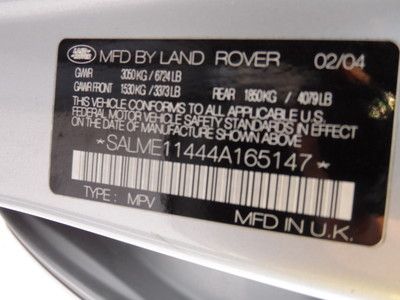 LAND ROVER
MFD BY LAND ROVER 02/04
GVWR 3050 KG / 6724 LB
GAWR FRONT 1530 KG / 3373 LB REAR 1850 KG / 4079 LB
THIS VEHICLE CONFORMS TO ALL APPLICABLE U.S.
FEDERAL MOTOR VEHICLE SAFETY STANDARDS IN EFFECT
ON THE DATE OF MANUFACTURE SHOWN ABOVE
*SALME11444A165147*
TYPE: MPV
MFD IN U.K.